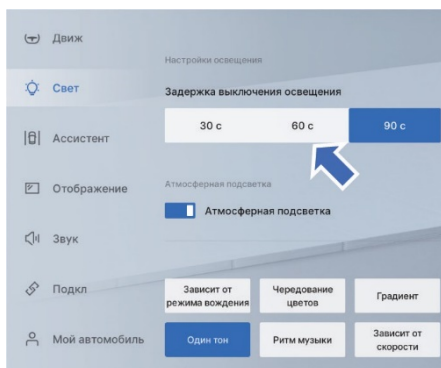 Движ
Свет
Ассистент
Отображение
Звук
Подкл
Мой автомобиль
Настройки освещения
Задержка выключения освещения
30 с
60 с
90 с
Атмосферная подсветка
Атмосферная подсветка
Зависит от
режима вождения
Чередование
цветов
Градиент
Один тон
Ритм музыки
Зависит от
скорости